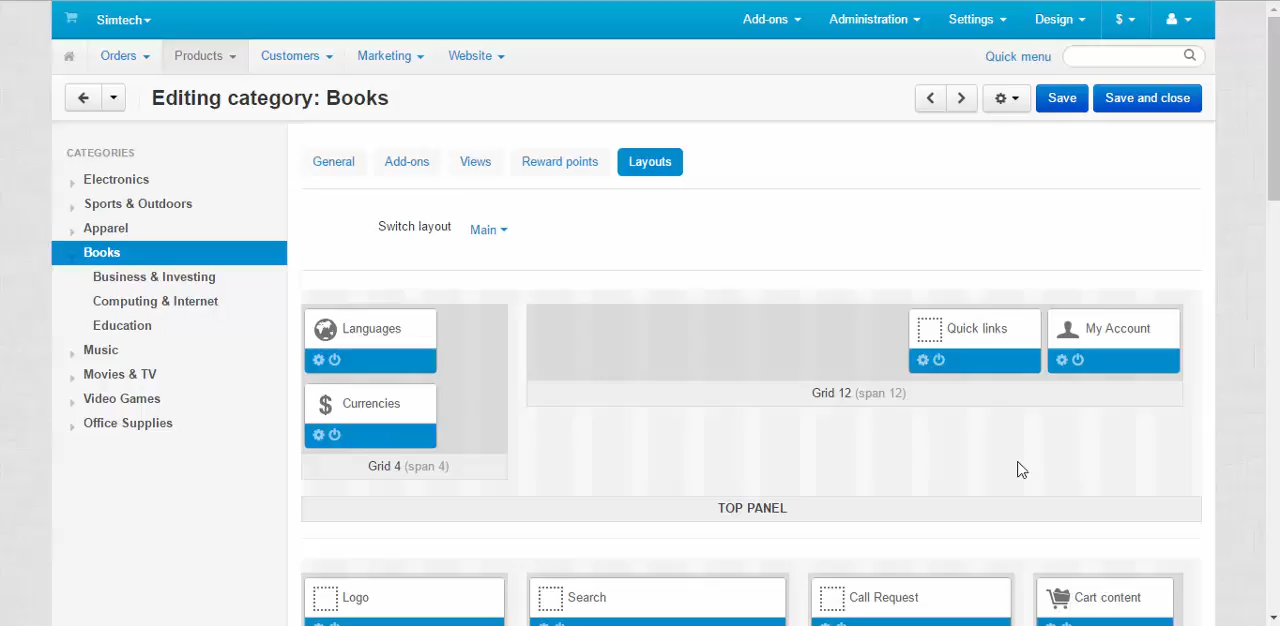 Simtech
Add-ons
Administration
Settings
Design
$
Orders
Products
Customers
Marketing
Website
Quick menu
Editing category: Books
Save
Save and close
CATEGORIES
Electronics
Sports & Outdoors
Apparel
Books
Business & Investing
Computing & Internet
Education
Music
Movies & TV
Video Games
Office Supplies
General
Add-ons
Views
Reward points
Layouts
Switch layout
Main
Languages
Quick links
My Account
$ Currencies
Grid 12 (span 12)
Grid 4 (span 4)
TOP PANEL
Logo
Search
Call Request
Cart content